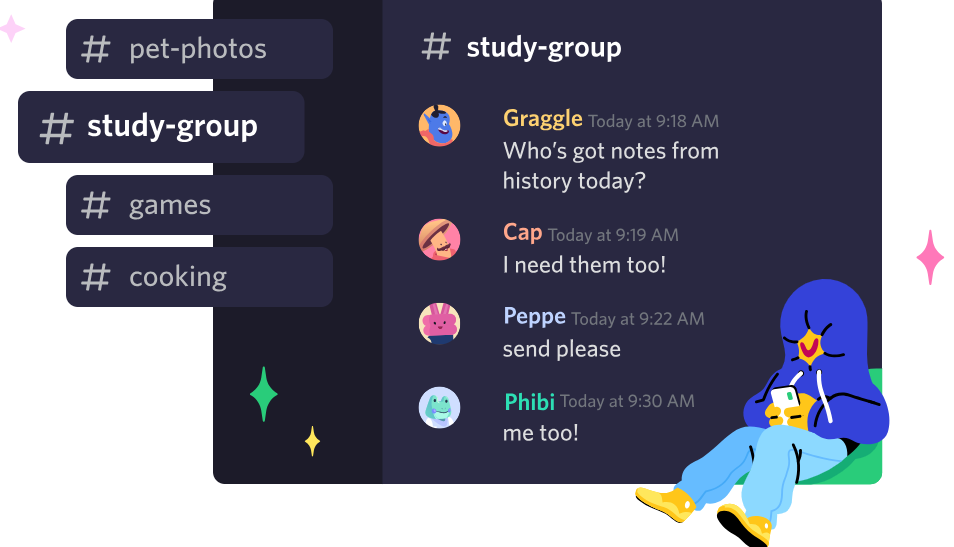 # pet-photos
# study-group
# games
# cooking
# study-group
Graggle Today at 9:18 AM
Who's got notes from
history today?
Cap Today at 9:19 AM
I need them too!
Peppe Today at 9:22 AM
send please
Phibi Today at 9:30 AM
me too!